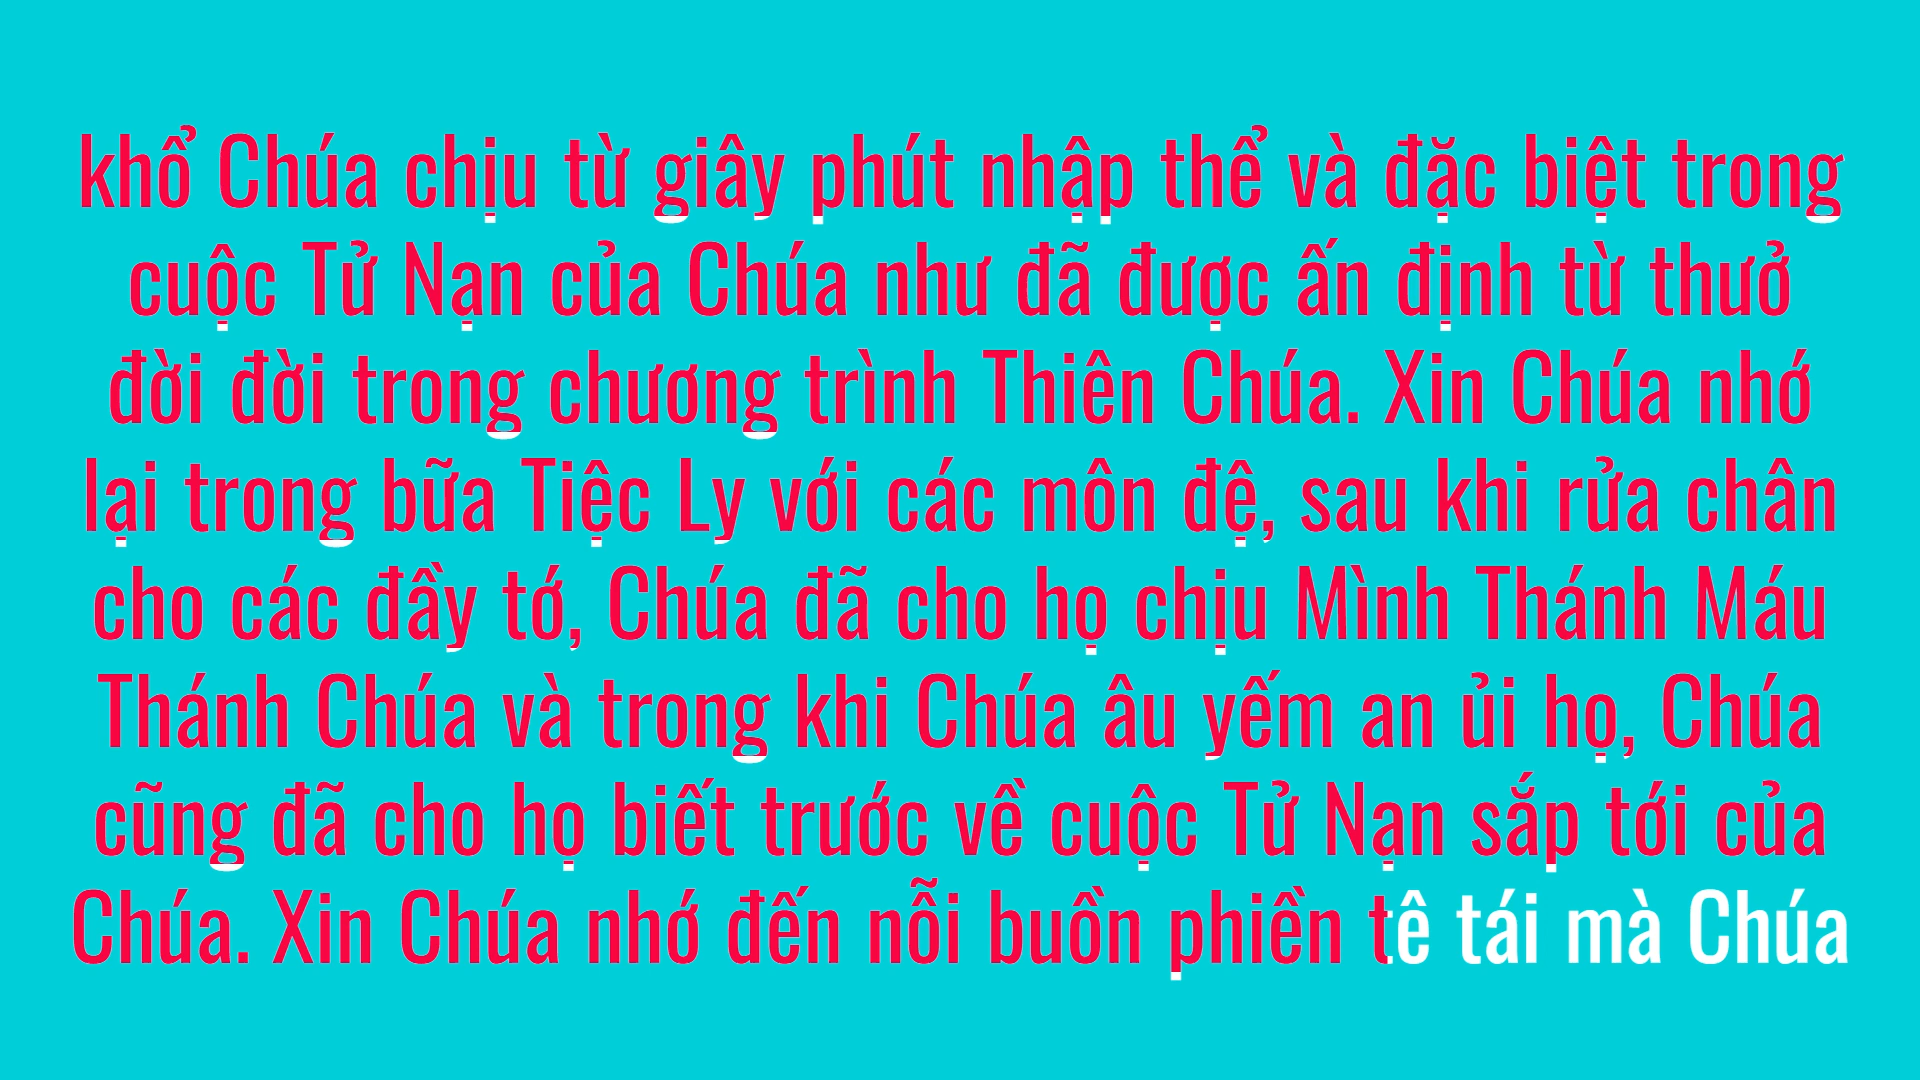 khổ Chúa chịu từ giây phút nhập thể và đặc biệt trong
cuộc Tử Nạn của Chúa như đã được ấn định từ thưở
đời đời trong chương trình Thiên Chúa. Xin Chúa nhớ
lại trong bữa Tiệc Ly với các môn đệ, sau khi rửa chân
cho các đầy tớ, Chúa đã cho họ chịu Mình Thánh Máu
Thánh Chúa và trong khi Chúa âu yếm an ủi họ, Chúa
cũng đã cho họ biết trước về cuộc Tử Nạn sắp tới của
Chúa. Xin Chúa nhớ đến nỗi buồn phiền tê tái mà Chúa